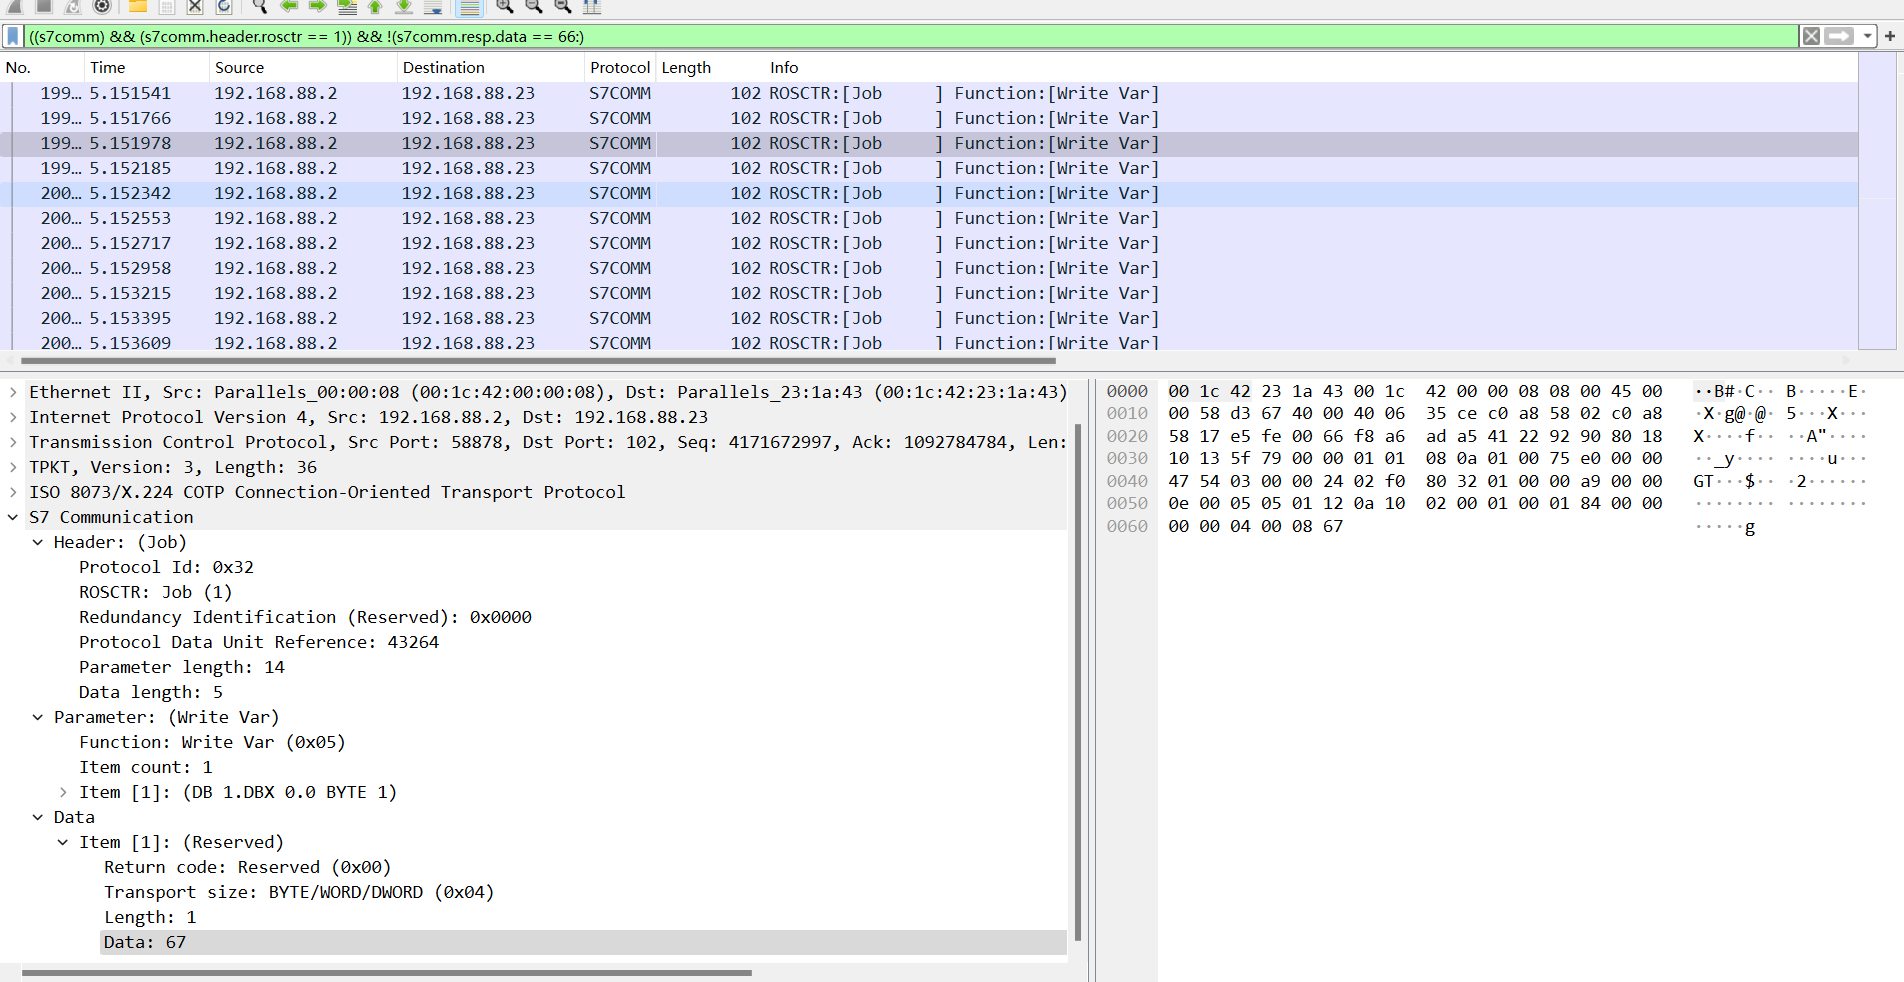 ((s7comm) && (s7comm.header.rosctr == 1)) && !(s7comm.resp.data == 66:)
No. Time Source Destination Protocol Length Info
199… 5.151541 192.168.88.2 192.168.88.23 S7COMM 102 ROSCTR:[Job ] Function:[Write Var]
199… 5.151766 192.168.88.2 192.168.88.23 S7COMM 102 ROSCTR:[Job ] Function:[Write Var]
199… 5.151978 192.168.88.2 192.168.88.23 S7COMM 102 ROSCTR:[Job ] Function:[Write Var]
199… 5.152185 192.168.88.2 192.168.88.23 S7COMM 102 ROSCTR:[Job ] Function:[Write Var]
200… 5.152342 192.168.88.2 192.168.88.23 S7COMM 102 ROSCTR:[Job ] Function:[Write Var]
200… 5.152553 192.168.88.2 192.168.88.23 S7COMM 102 ROSCTR:[Job ] Function:[Write Var]
200… 5.152717 192.168.88.2 192.168.88.23 S7COMM 102 ROSCTR:[Job ] Function:[Write Var]
200… 5.152958 192.168.88.2 192.168.88.23 S7COMM 102 ROSCTR:[Job ] Function:[Write Var]
200… 5.153215 192.168.88.2 192.168.88.23 S7COMM 102 ROSCTR:[Job ] Function:[Write Var]
200… 5.153395 192.168.88.2 192.168.88.23 S7COMM 102 ROSCTR:[Job ] Function:[Write Var]
200… 5.153609 192.168.88.2 192.168.88.23 S7COMM 102 ROSCTR:[Job ] Function:[Write Var]
Ethernet II, Src: Parallels_00:00:08 (00:1c:42:00:00:08), Dst: Parallels_23:1a:43 (00:1c:42:23:1a:43)
Internet Protocol Version 4, Src: 192.168.88.2, Dst: 192.168.88.23
Transmission Control Protocol, Src Port: 58878, Dst Port: 102, Seq: 4171672997, Ack: 1092784784, Len:
TPKT, Version: 3, Length: 36
ISO 8073/X.224 COTP Connection-Oriented Transport Protocol
S7 Communication
Header: (Job)
Protocol Id: 0x32
ROSCTR: Job (1)
Redundancy Identification (Reserved): 0x0000
Protocol Data Unit Reference: 43264
Parameter length: 14
Data length: 5
Parameter: (Write Var)
Function: Write Var (0x05)
Item count: 1
Item [1]: (DB 1.DBX 0.0 BYTE 1)
Data
Item [1]: (Reserved)
Return code: Reserved (0x00)
Transport size: BYTE/WORD/DWORD (0x04)
Length: 1
Data: 67
0000 00 1c 42 23 1a 43 00 1c 42 00 00 08 08 00 45 00 ··B#·C·· B·····E·
0010 00 58 d3 67 40 00 40 06 35 ce c0 a8 58 02 c0 a8 ·X·g@·@· 5···X···
0020 58 17 e5 fe 00 66 f8 a6 ad a5 41 22 92 90 80 18 X····f·· ··A"····
0030 10 13 5f 79 00 00 01 01 08 0a 01 00 75 e0 00 00 ··_y···· ····u···
0040 47 54 03 00 00 24 02 f0 80 32 01 00 00 a9 00 00 GT···$·· ·2······
0050 0e 00 05 05 01 12 0a 10 02 00 01 00 01 84 00 00 ········ ········
0060 00 00 04 00 08 67 ·····g